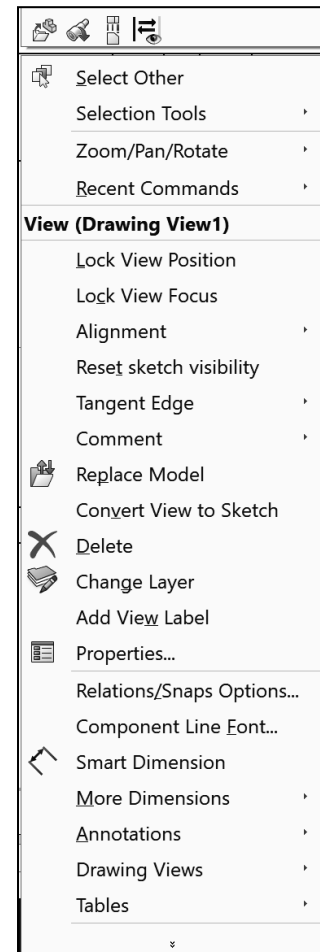 Select Other
Selection Tools
Zoom/Pan/Rotate
Recent Commands
View (Drawing View1)
Lock View Position
Lock View Focus
Alignment
Reset sketch visibility
Tangent Edge
Comment
Replace Model
Convert View to Sketch
Delete
Change Layer
Add View Label
Properties...
Relations/Snaps Options...
Component Line Font...
Smart Dimension
More Dimensions
Annotations
Drawing Views
Tables